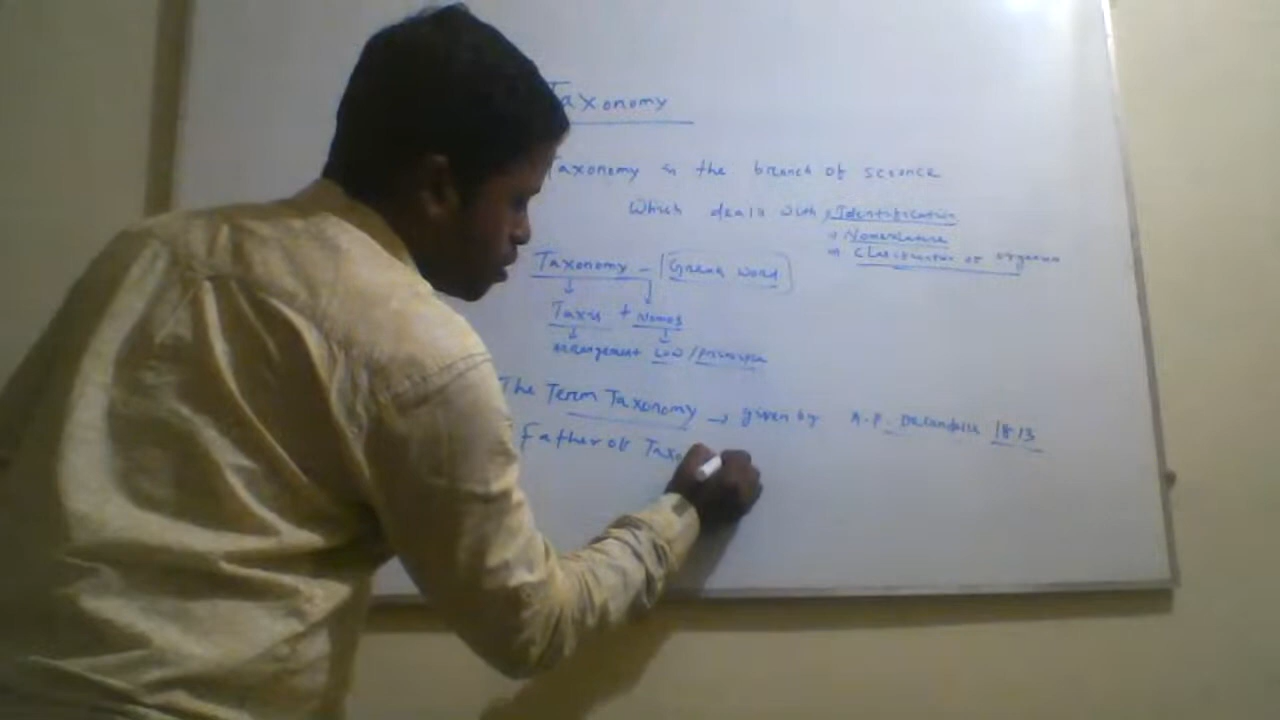 Taxonomy
Taxonomy is the branch of science
which deals with, Identification
, Nomenclature
classification of organism
Taxonomy - Greek word
Taxis + Nomos
arrangement Low / principle
The Term Taxonomy → given by A.P. Decandolle 1813
Father of Taxo